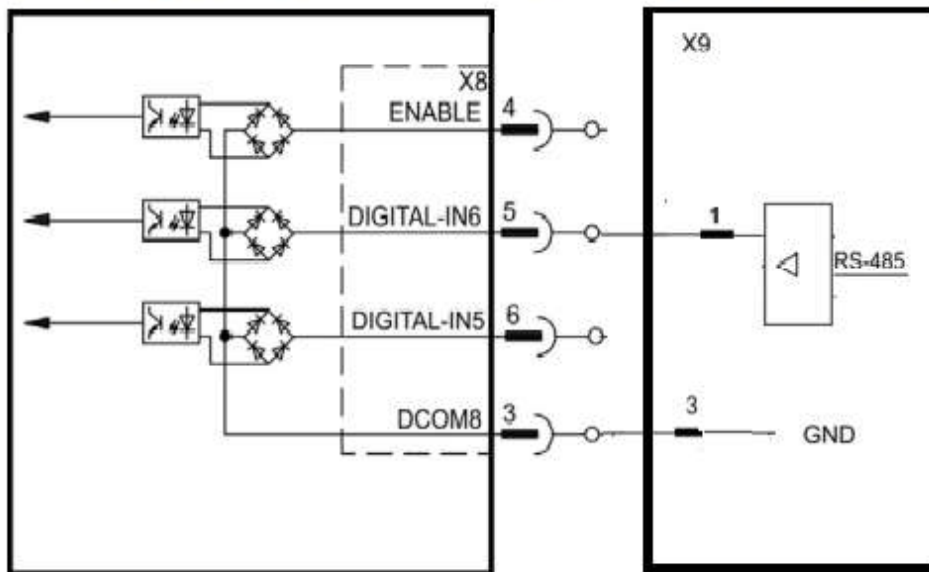 X9
X8
ENABLE
4
DIGITAL-IN6
5
1
RS-485
DIGITAL-IN5
6
DCOM8
3
3
GND